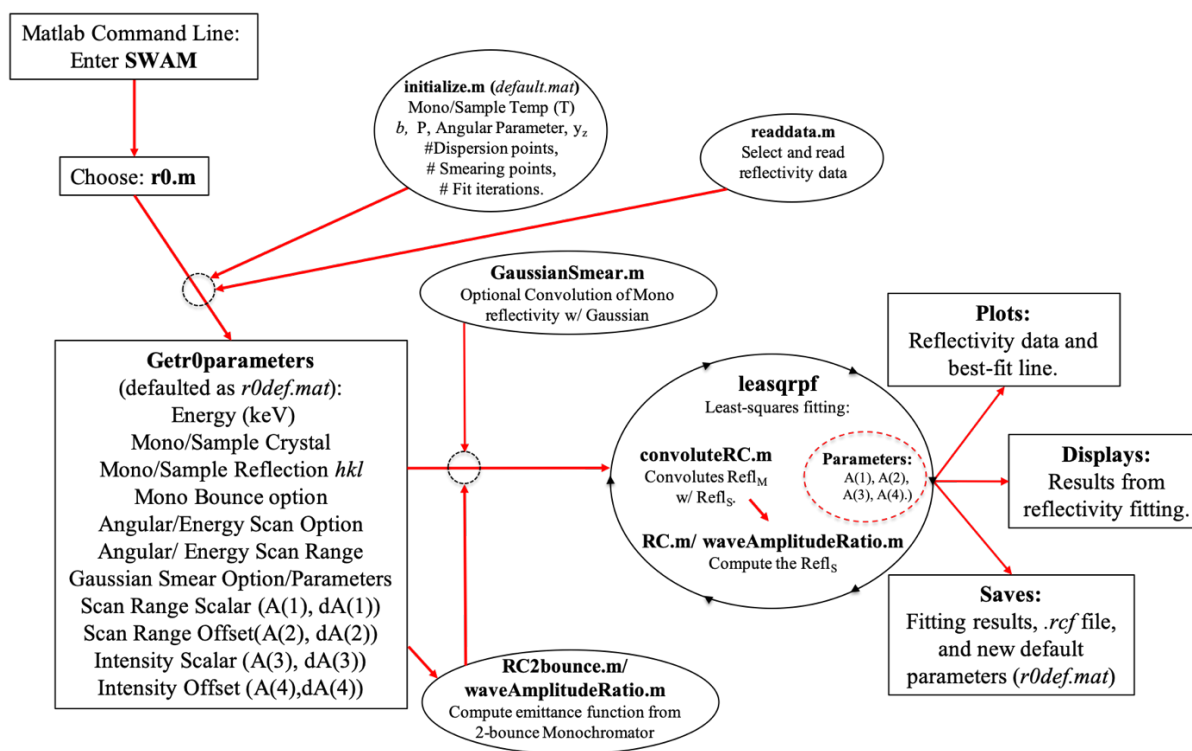 Matlab Command Line:
Enter SWAM
Choose: r0.m
initialize.m (default.mat)
Mono/Sample Temp (T)
b, P, Angular Parameter, yz
#Dispersion points,
# Smearing points,
# Fit iterations.
readdata.m
Select and read
reflectivity data
GaussianSmear.m
Optional Convolution of Mono
reflectivity w/ Gaussian
Getr0parameters
(defaulted as r0def.mat):
Energy (keV)
Mono/Sample Crystal
Mono/Sample Reflection hkl
Mono Bounce option
Angular/Energy Scan Option
Angular/ Energy Scan Range
Gaussian Smear Option/Parameters
Scan Range Scalar (A(1), dA(1))
Scan Range Offset(A(2), dA(2))
Intensity Scalar (A(3), dA(3))
Intensity Offset (A(4),dA(4))
RC2bounce.m/
waveAmplitudeRatio.m
Compute emittance function from
2-bounce Monochromator
leasqrpf
Least-squares fitting:
convoluteRC.m
Convolutes ReflM
w/ ReflS.
Parameters:
A(1), A(2),
A(3), A(4).)
RC.m/ waveAmplitudeRatio.m
Compute the ReflS
Plots:
Reflectivity data and
best-fit line.
Displays:
Results from
reflectivity fitting.
Saves:
Fitting results, .rcf file,
and new default
parameters (r0def.mat)